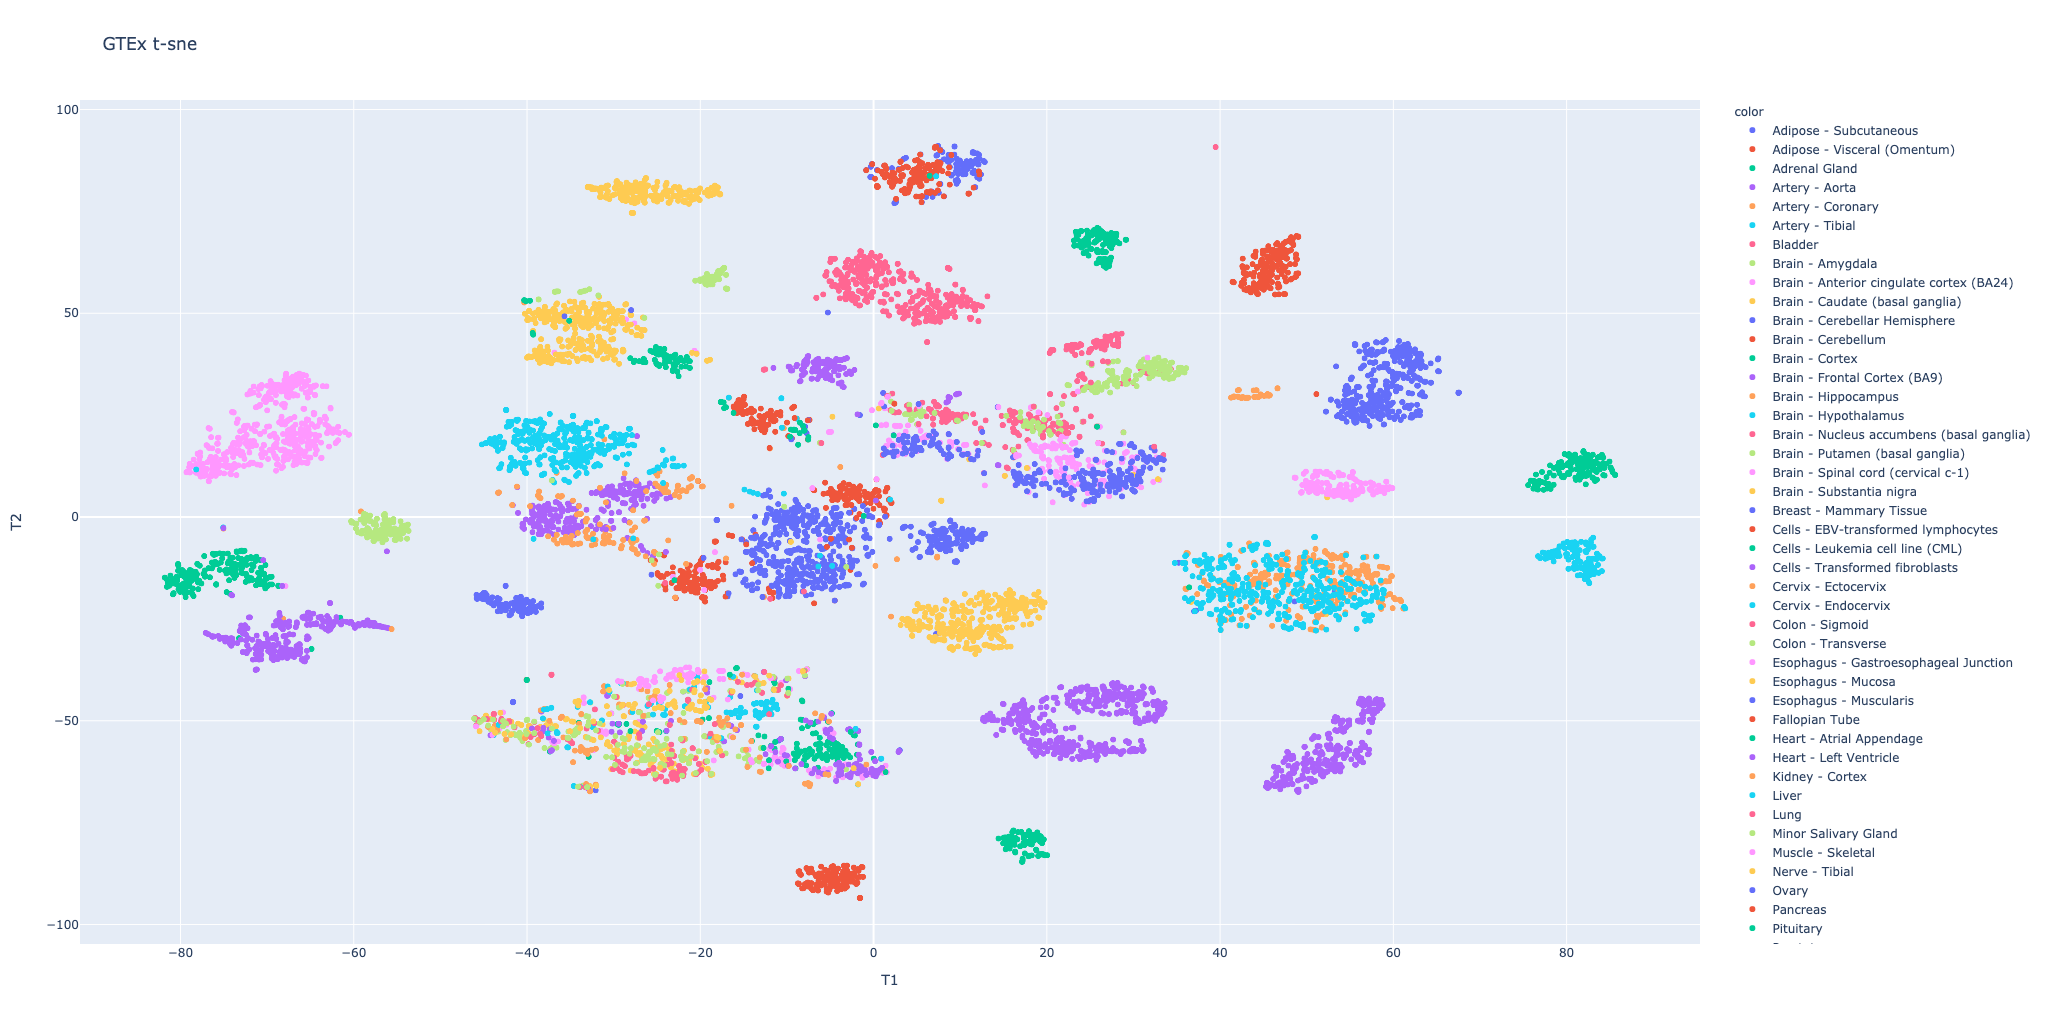 GTEx t-sne
100
50
0
−50
−100
T2
−80
−60
−40
−20
0
20
40
60
80
T1
color
Adipose - Subcutaneous
Adipose - Visceral (Omentum)
Adrenal Gland
Artery - Aorta
Artery - Coronary
Artery - Tibial
Bladder
Brain - Amygdala
Brain - Anterior cingulate cortex (BA24)
Brain - Caudate (basal ganglia)
Brain - Cerebellar Hemisphere
Brain - Cerebellum
Brain - Cortex
Brain - Frontal Cortex (BA9)
Brain - Hippocampus
Brain - Hypothalamus
Brain - Nucleus accumbens (basal ganglia)
Brain - Putamen (basal ganglia)
Brain - Spinal cord (cervical c-1)
Brain - Substantia nigra
Breast - Mammary Tissue
Cells - EBV-transformed lymphocytes
Cells - Leukemia cell line (CML)
Cells - Transformed fibroblasts
Cervix - Ectocervix
Cervix - Endocervix
Colon - Sigmoid
Colon - Transverse
Esophagus - Gastroesophageal Junction
Esophagus - Mucosa
Esophagus - Muscularis
Fallopian Tube
Heart - Atrial Appendage
Heart - Left Ventricle
Kidney - Cortex
Liver
Lung
Minor Salivary Gland
Muscle - Skeletal
Nerve - Tibial
Ovary
Pancreas
Pituitary